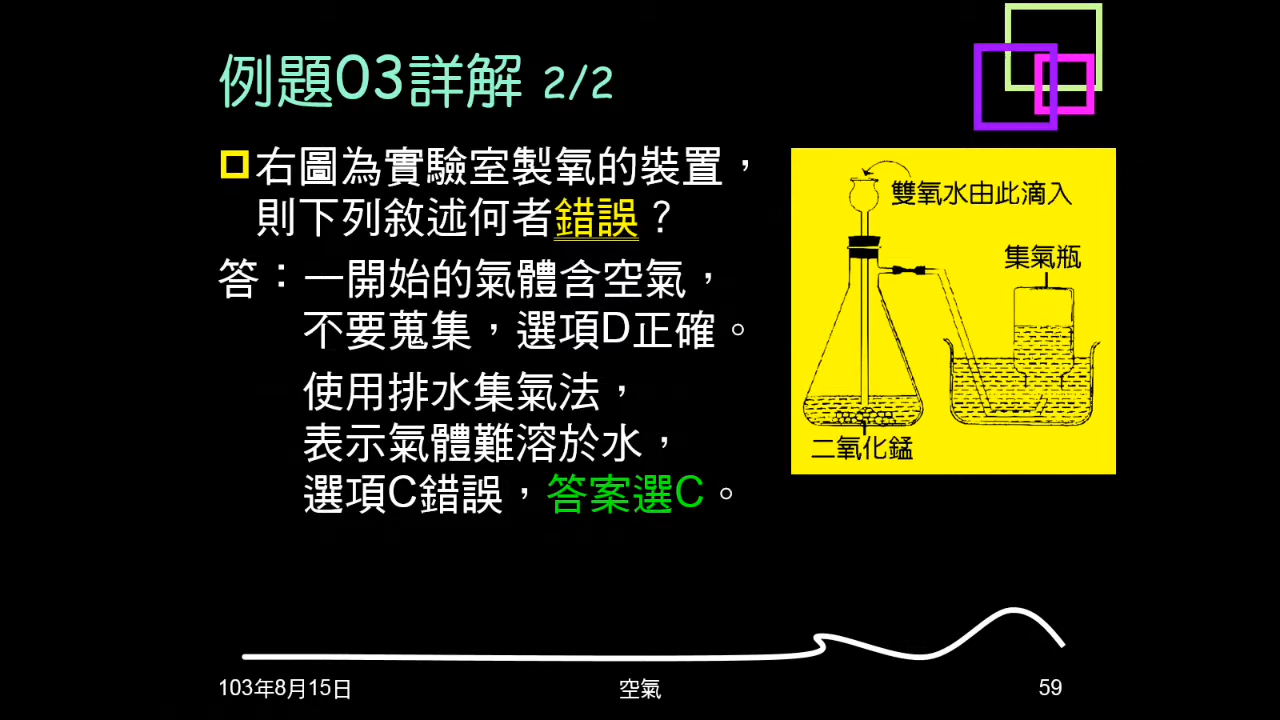 例題03詳解 2/2
右圖為實驗室製氧的裝置，
則下列敘述何者錯誤？
答：一開始的氣體含空氣，
不要蒐集，選項D正確。
使用排水集氣法，
表示氣體難溶於水，
選項C錯誤，答案選C。
雙氧水由此滴入
集氣瓶
二氧化錳
103年8月15日
空氣
59